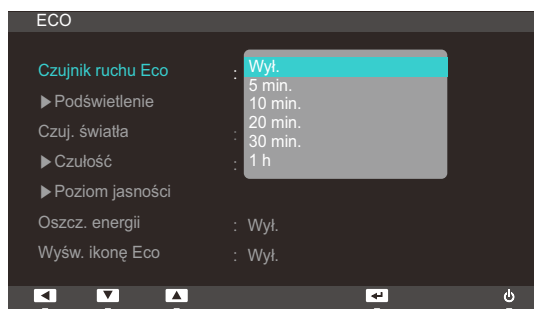 ECO
Czujnik ruchu Eco : Wył.
5 min.
▶Podświetlenie
10 min.
20 min.
Czuj. światła :
30 min.
▶Czułość : 1 h
▶Poziom jasności
Oszcz. energii : Wył.
Wyśw. ikonę Eco : Wył.